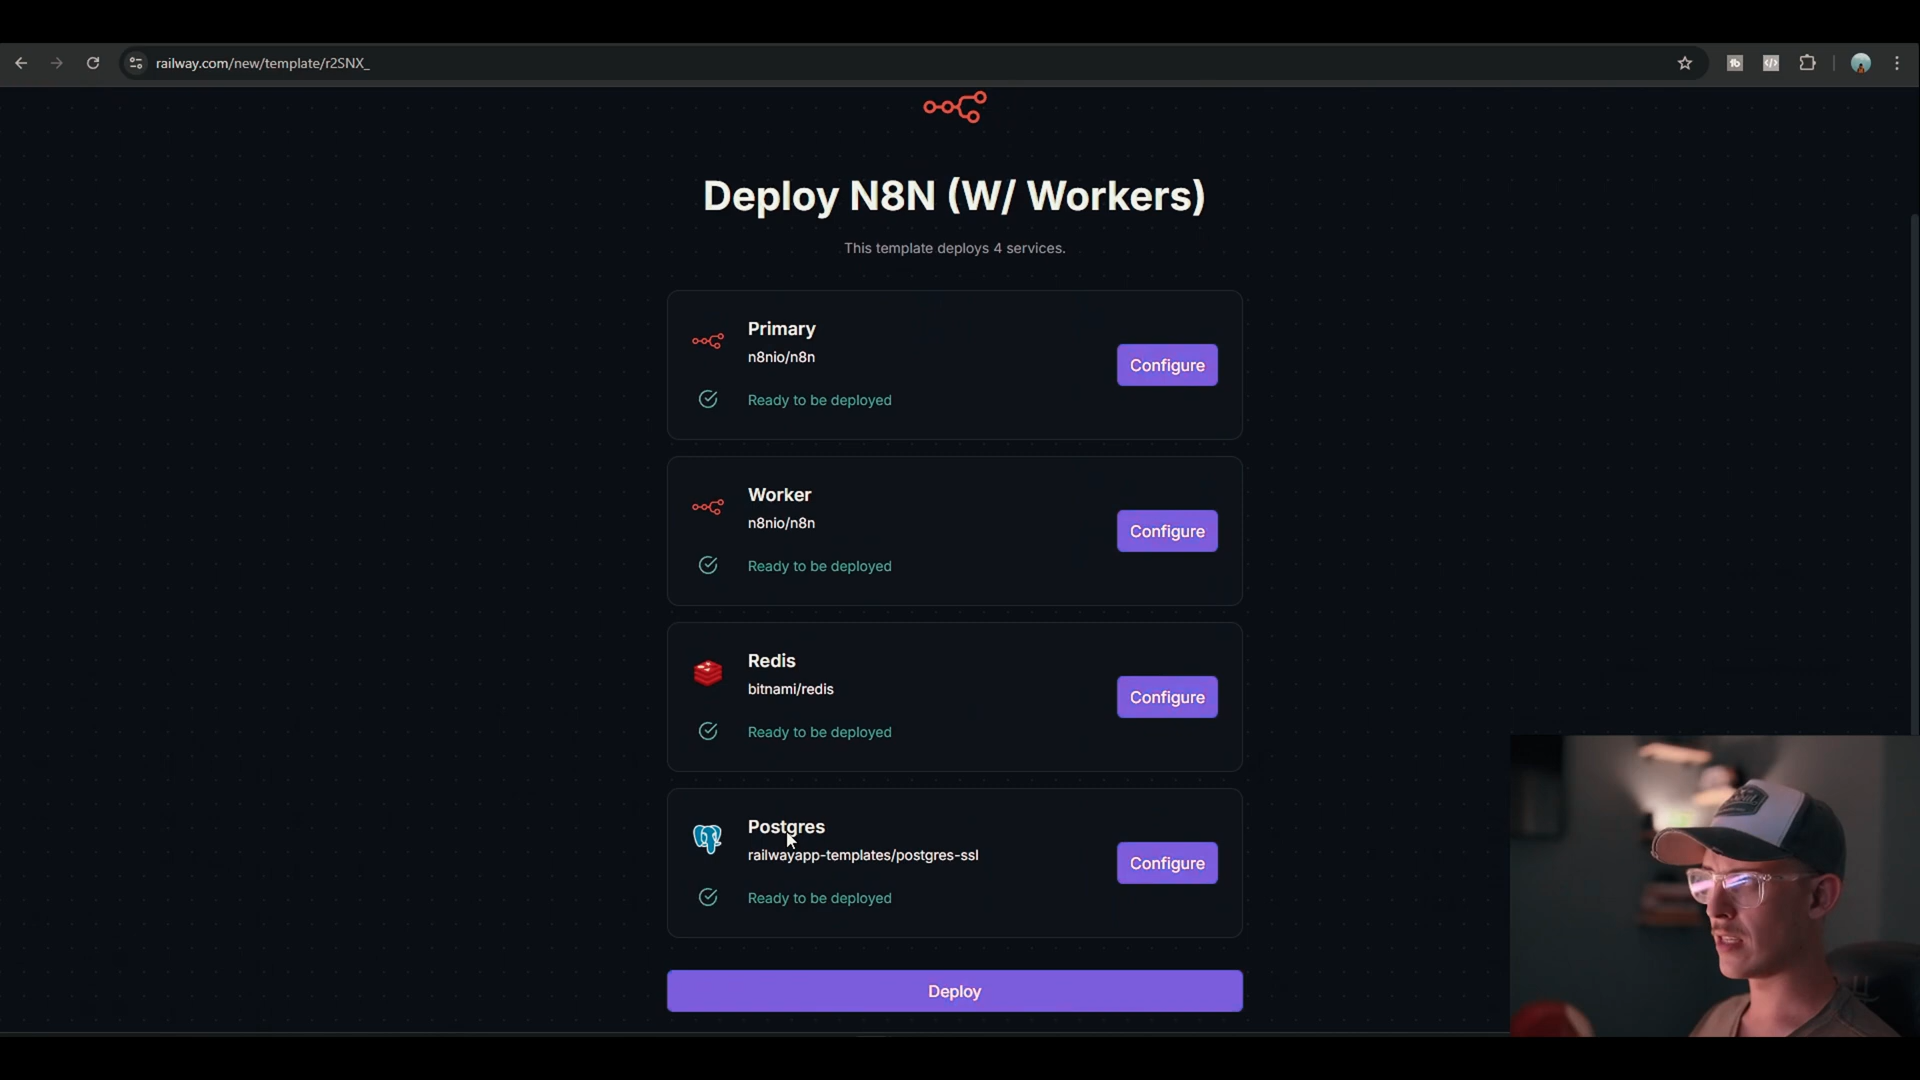 railway.com/new/template/r2SNX_
Deploy N8N (W/ Workers)
This template deploys 4 services.
Primary
n8nio/n8n
Configure
Ready to be deployed
Worker
n8nio/n8n
Configure
Ready to be deployed
Redis
bitnami/redis
Configure
Ready to be deployed
Postgres
railwayapp-templates/postgres-ssl
Configure
Ready to be deployed
Deploy